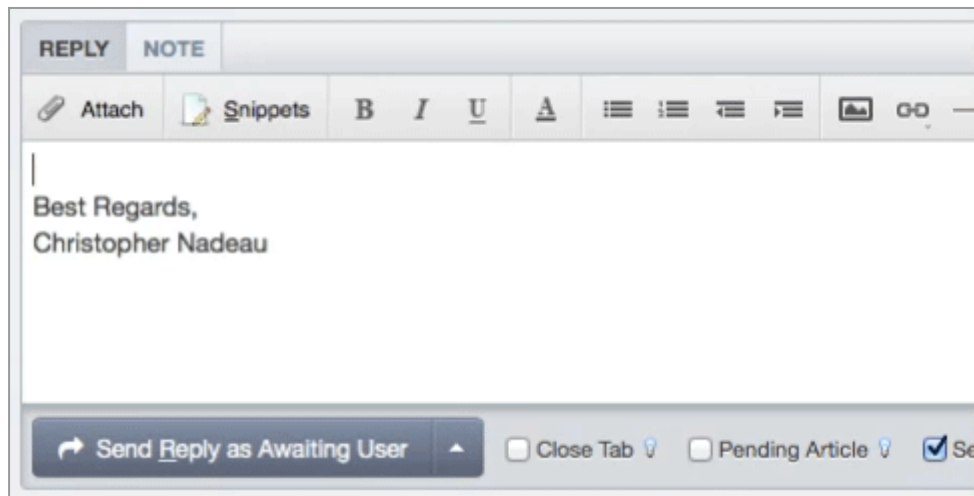 REPLY NOTE
Attach Snippets B I U A
Best Regards,
Christopher Nadeau
Send Reply as Awaiting User Close Tab Pending Article